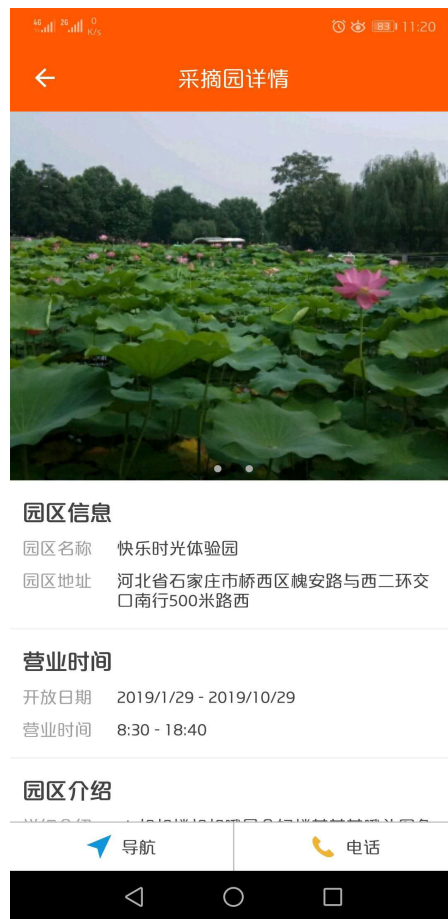 4G 2G 0
K/s
83 11:20
采摘园详情
园区信息
园区名称 快乐时光体验园
园区地址 河北省石家庄市桥西区槐安路与西二环交
口南行500米路西
营业时间
开放日期 2019/1/29 - 2019/10/29
营业时间 8:30 - 18:40
园区介绍
导航 电话